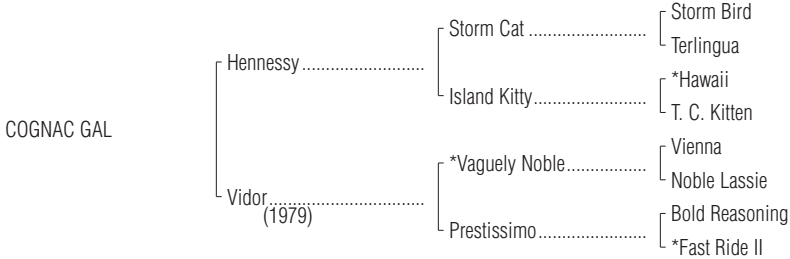 Storm Bird
Storm Cat ........................
Terlingua
Hennessy .........................
*Hawaii
Island Kitty.......................
T. C. Kitten
COGNAC GAL
Vienna
*Vaguely Noble................
Noble Lassie
Vidor................................
(1979)
Bold Reasoning
Prestissimo......................
*Fast Ride II